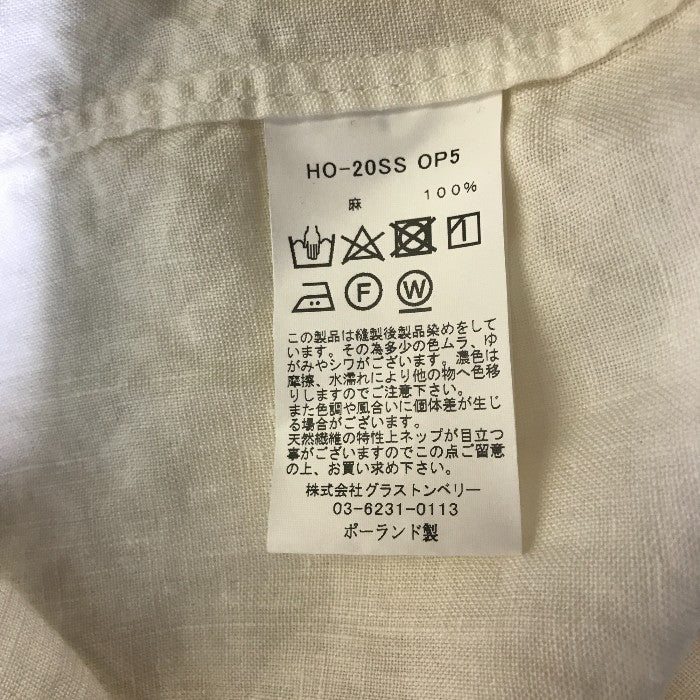 HO-20SS OP5
麻 100%
F W
この製品は縫製後製品染めをして
います。その為多少の色ムラ、ゆ
がみやシワがございます。濃色は
摩擦、水濡れにより他の物へ色移
りしますのでご注意下さい。
また色調や風合いに個体差が生じ
る場合がございます。
天然繊維の特性上ネップが目立つ
事がございますのでこの点ご留意
の上、お買い求め下さい。
株式会社グラストンベリー
03-6231-0113
ポーランド製